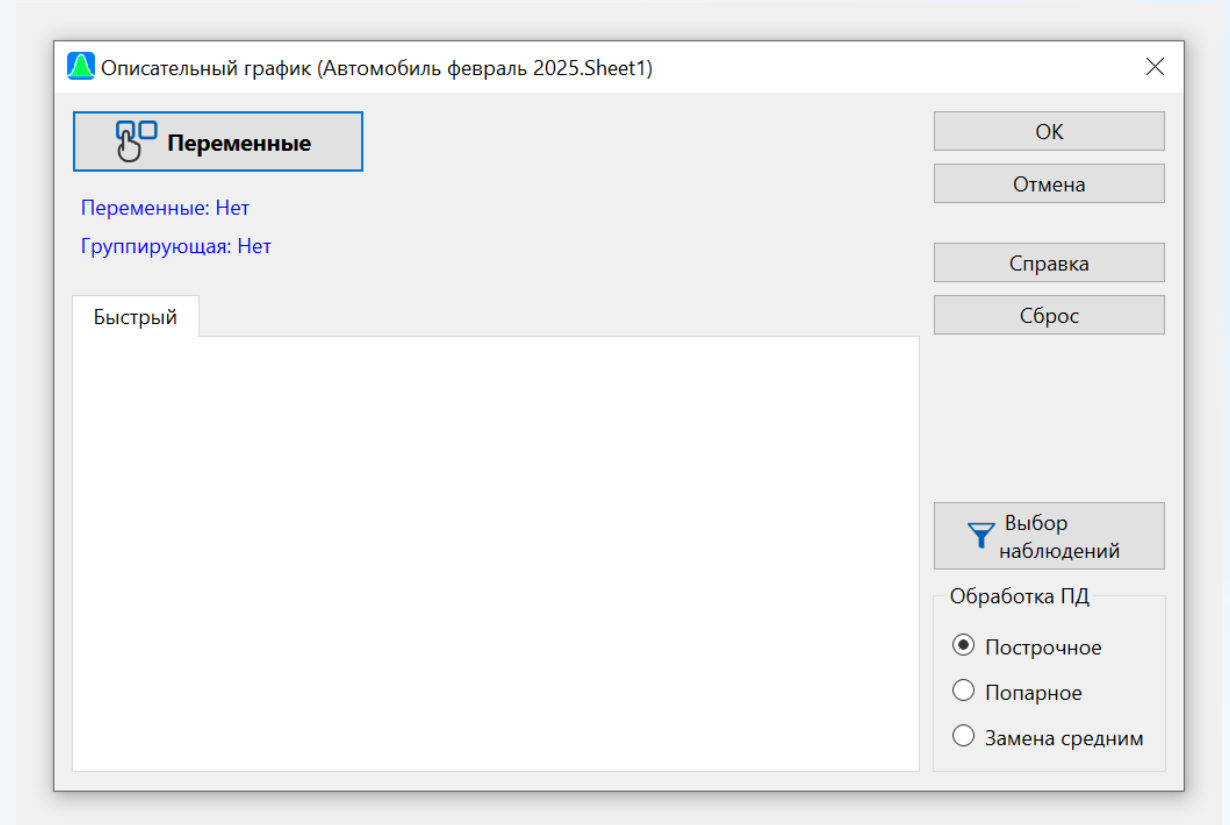 Описательный график (Автомобиль февраль 2025.Sheet1)
Переменные
Переменные: Нет
Группирующая: Нет
Быстрый
OK
Отмена
Справка
Сброс
Выбор
наблюдений
Обработка ПД
Построчное
Попарное
Замена средним